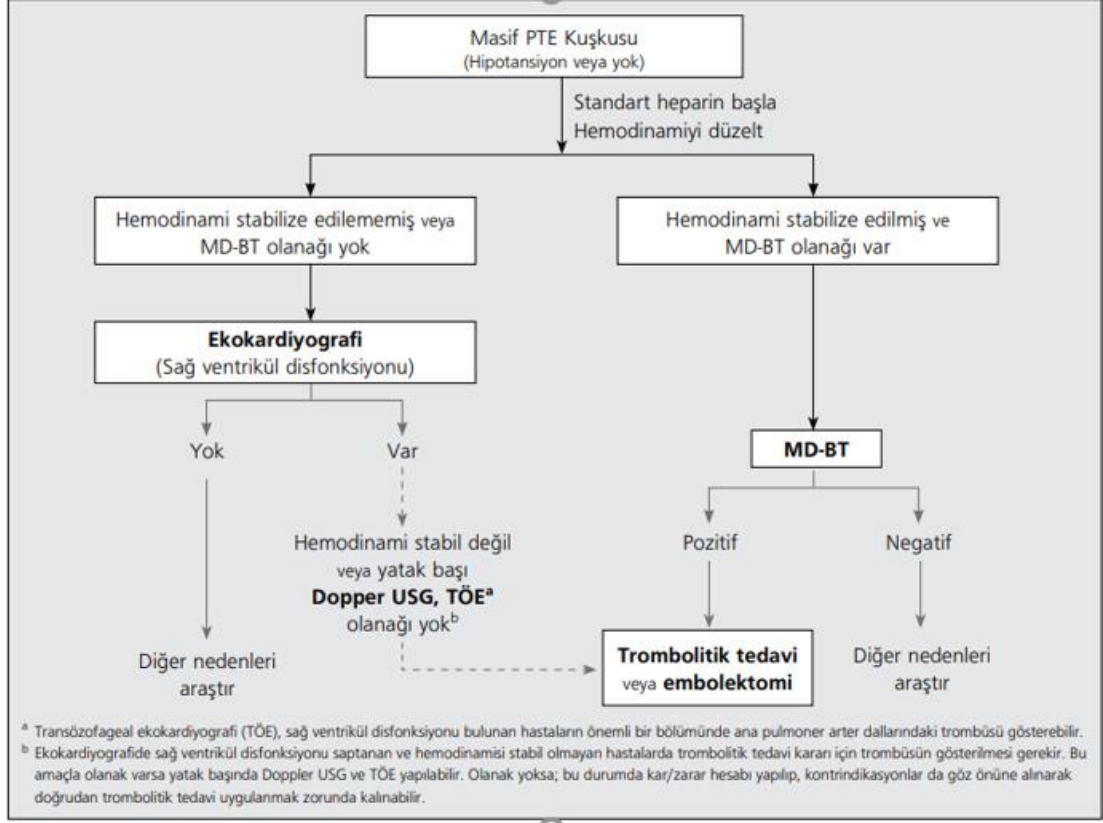 Masif PTE Kuşkusu
(Hipotansiyon veya yok)
Standart heparin başla
Hemodinamiyi düzelt
Hemodinami stabilize edilememiş veya
MD-BT olanağı yok
Hemodinami stabilize edilmiş ve
MD-BT olanağı var
Ekokardiyografi
(Sağ ventrikül disfonksiyonu)
Yok
Var
MD-BT
Hemodinami stabil değil
veya yatak başı
Dopper USG, TÖEᵃ
olanağı yokᵇ
Pozitif
Negatif
Diğer nedenleri
araştır
Trombolitik tedavi
veya embolektomi
Diğer nedenleri
araştır
ᵃ Transözofageal ekokardiyografi (TÖE), sağ ventrikül disfonksiyonu bulunan hastaların önemli bir bölümünde ana pulmoner arter dallarındaki trombüsü gösterebilir.
ᵇ Ekokardiyografide sağ ventrikül disfonksiyonu saptanan ve hemodinamisi stabil olmayan hastalarda trombolitik tedavi kararı için trombüsün gösterilmesi gerekir. Bu
amaçla olanak varsa yatak başında Doppler USG ve TÖE yapılabilir. Olanak yoksa; bu durumda kar/zarar hesabı yapılıp, kontrindikasyonlar da göz önüne alınarak
doğrudan trombolitik tedavi uygulanmak zorunda kalınabilir.